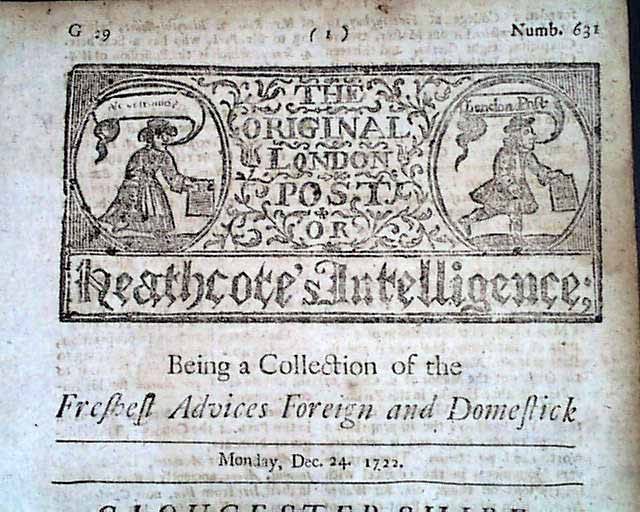 G 29 ( 1 ) Numb. 631
London Post
THE
ORIGINAL
LONDON
POST
OR
Heathcote's Intelligence;
Being a Collection of the
Freſheſt Advices Foreign and Domeſtick
Monday, Dec. 24. 1722.
GLOUCESTERSHIRE